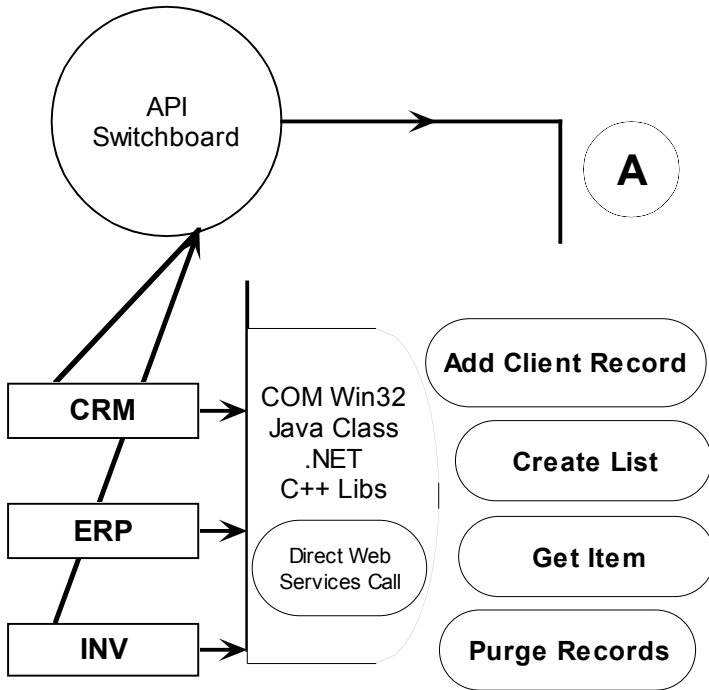 API
Switchboard
A
CRM
ERP
INV
COM Win32
Java Class
.NET
C++ Libs
Direct Web
Services Call
Add Client Record
Create List
Get Item
Purge Records